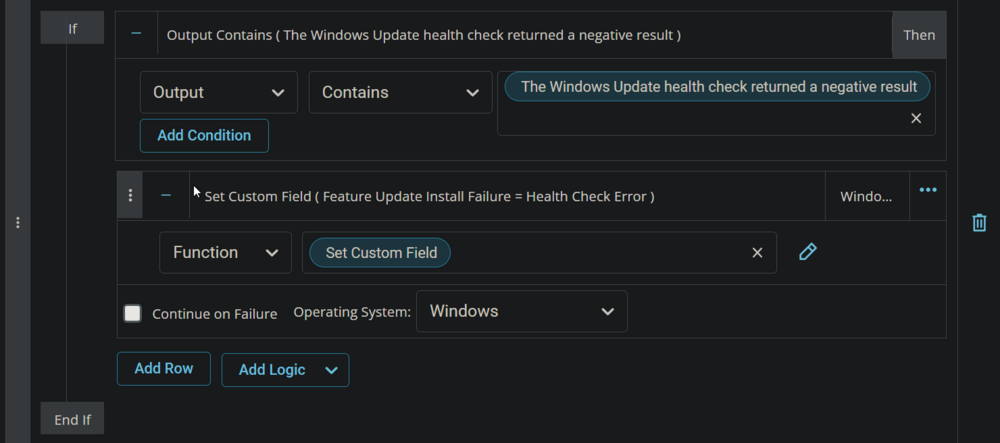 If
Output Contains ( The Windows Update health check returned a negative result )
Then
Output
Contains
The Windows Update health check returned a negative result
Add Condition
Set Custom Field ( Feature Update Install Failure = Health Check Error )
Windo...
Function
Set Custom Field
Continue on Failure
Operating System:
Windows
Add Row
Add Logic
End If